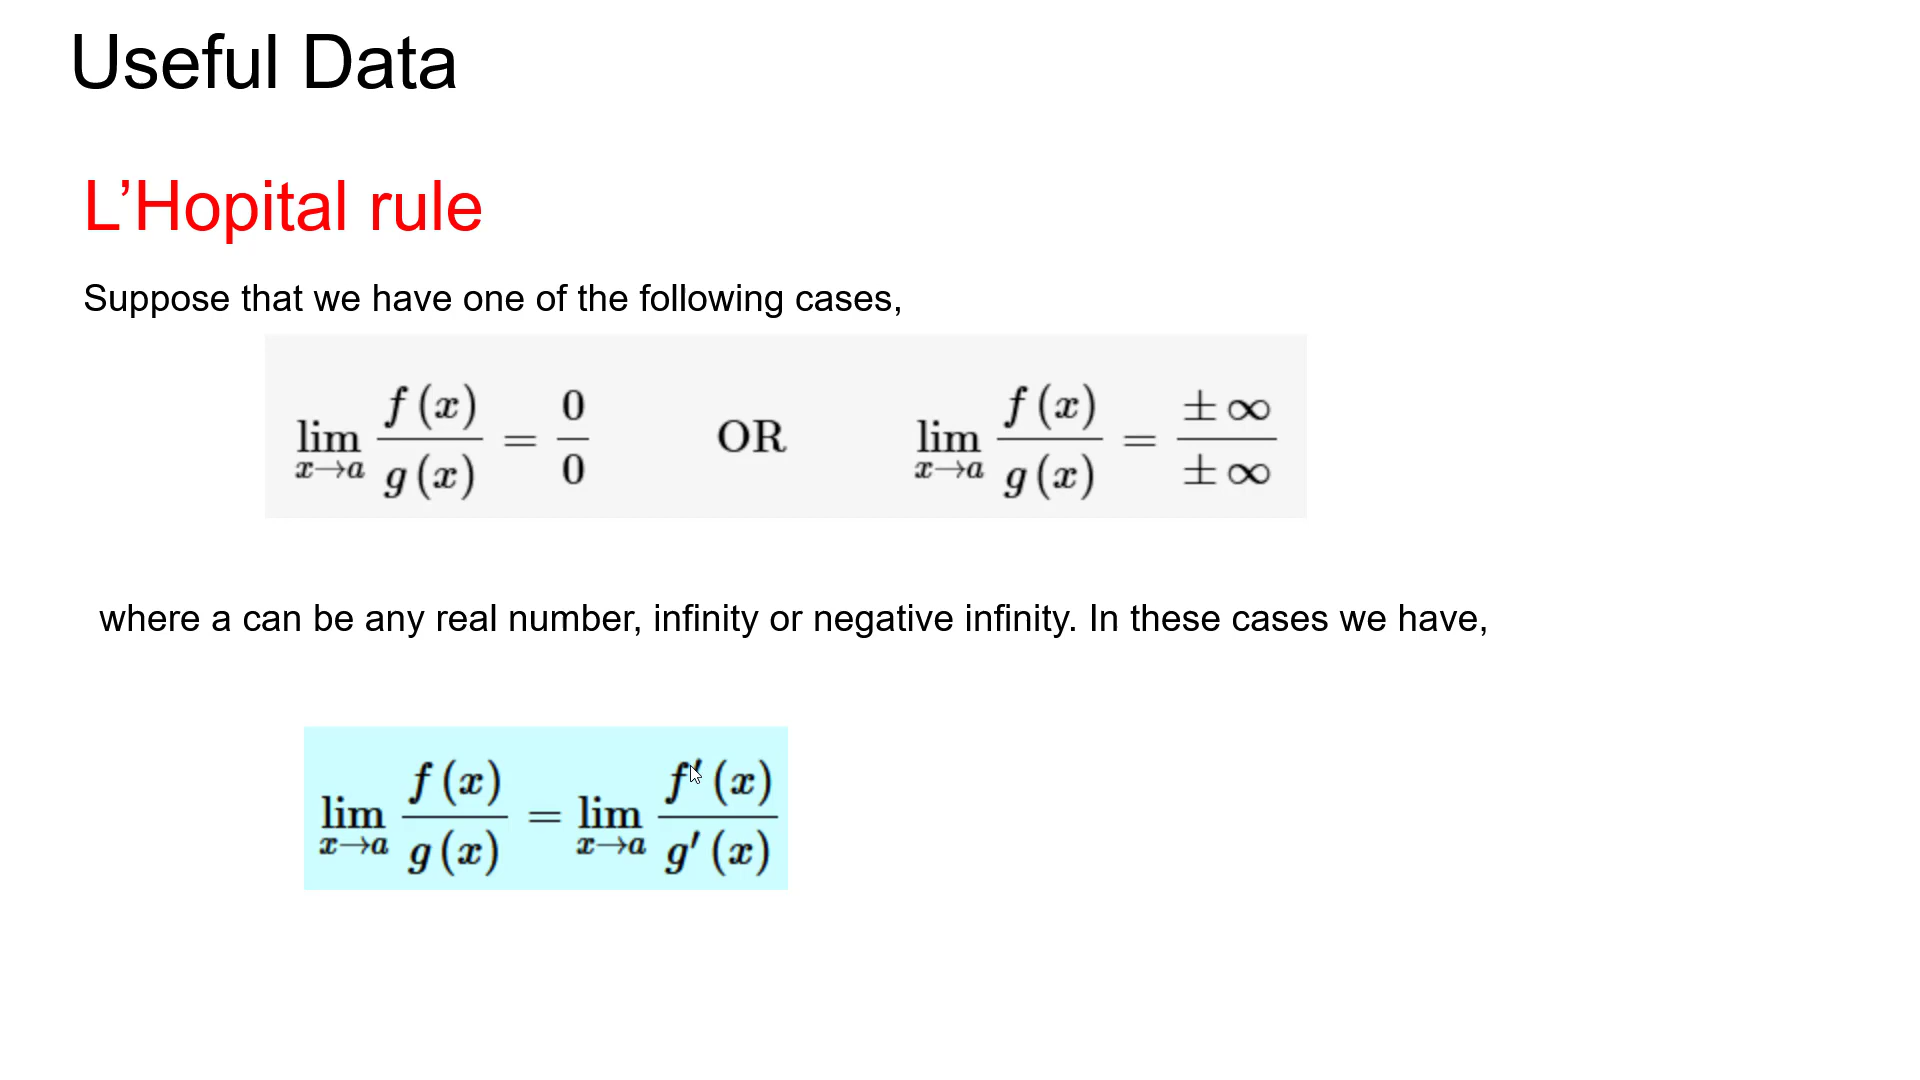 Useful Data
L’Hopital rule
Suppose that we have one of the following cases,
lim x→a f(x)/g(x) = 0/0 OR lim x→a f(x)/g(x) = ±∞/±∞
where a can be any real number, infinity or negative infinity. In these cases we have,
lim x→a f(x)/g(x) = lim x→a f′(x)/g′(x)